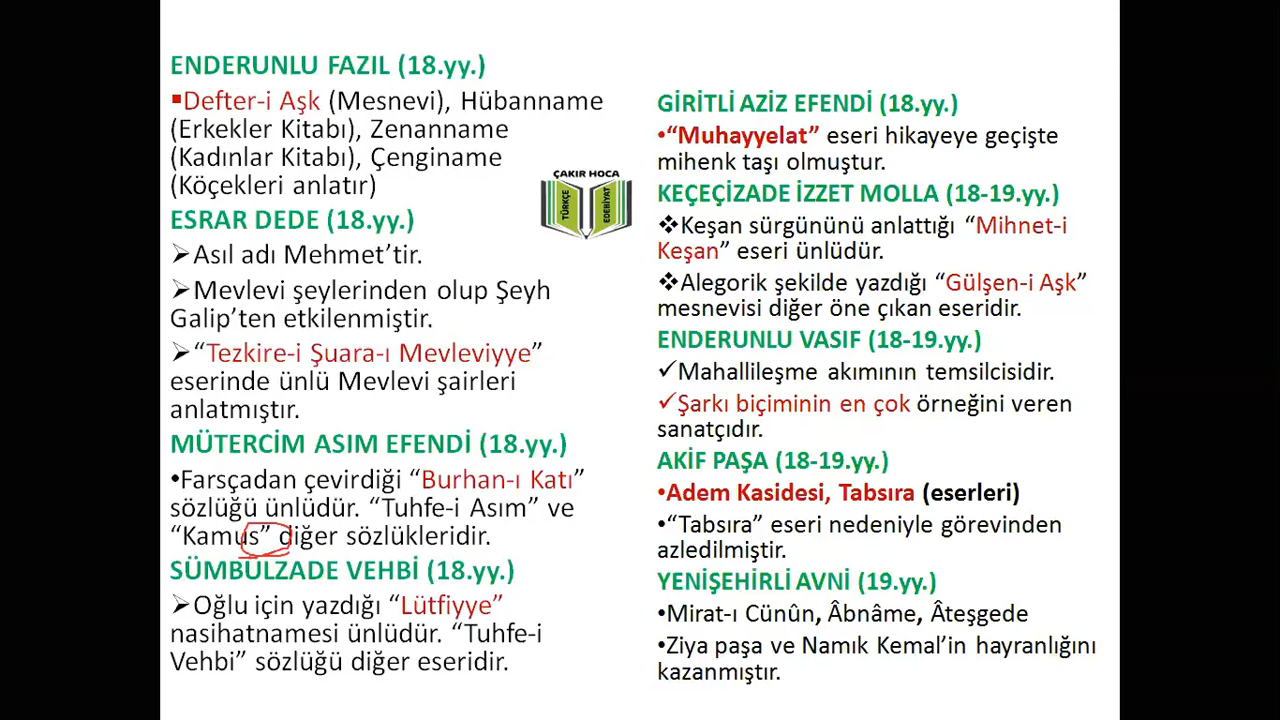 ENDERUNLU FAZIL (18.yy.)
▪Defter-i Aşk (Mesnevi), Hübanname
(Erkekler Kitabı), Zenanname
(Kadınlar Kitabı), Çenginame
(Köçekleri anlatır)
ESRAR DEDE (18.yy.)
➢Asıl adı Mehmet’tir.
➢Mevlevi şeylerinden olup Şeyh
Galip’ten etkilenmiştir.
➢“Tezkire-i Şuara-ı Mevleviyye”
eserinde ünlü Mevlevi şairleri
anlatmıştır.
MÜTERCİM ASIM EFENDİ (18.yy.)
•Farsçadan çevirdiği “Burhan-ı Katı”
sözlüğü ünlüdür. “Tuhfe-i Asım” ve
“Kamus” diğer sözlükleridir.
SÜMBÜLZADE VEHBİ (18.yy.)
➢Oğlu için yazdığı “Lütfiyye”
nasihatnamesi ünlüdür. “Tuhfe-i
Vehbi” sözlüğü diğer eseridir.
ÇAKIR HOCA
TÜRKÇE
EDEBİYAT
GİRİTLİ AZİZ EFENDİ (18.yy.)
•“Muhayyelat” eseri hikayeye geçişte
mihenk taşı olmuştur.
KEÇEÇİZADE İZZET MOLLA (18-19.yy.)
❖Keşan sürgününü anlattığı “Mihnet-i
Keşan” eseri ünlüdür.
❖Alegorik şekilde yazdığı “Gülşen-i Aşk”
mesnevisi diğer öne çıkan eseridir.
ENDERUNLU VASIF (18-19.yy.)
✓Mahallileşme akımının temsilcisidir.
✓Şarkı biçiminin en çok örneğini veren
sanatçıdır.
AKİF PAŞA (18-19.yy.)
•Adem Kasidesi, Tabsıra (eserleri)
•“Tabsıra” eseri nedeniyle görevinden
azledilmiştir.
YENİŞEHİRLİ AVNİ (19.yy.)
•Mirat-ı Cünûn, Âbnâme, Âteşgede
•Ziya paşa ve Namık Kemal’in hayranlığını
kazanmıştır.